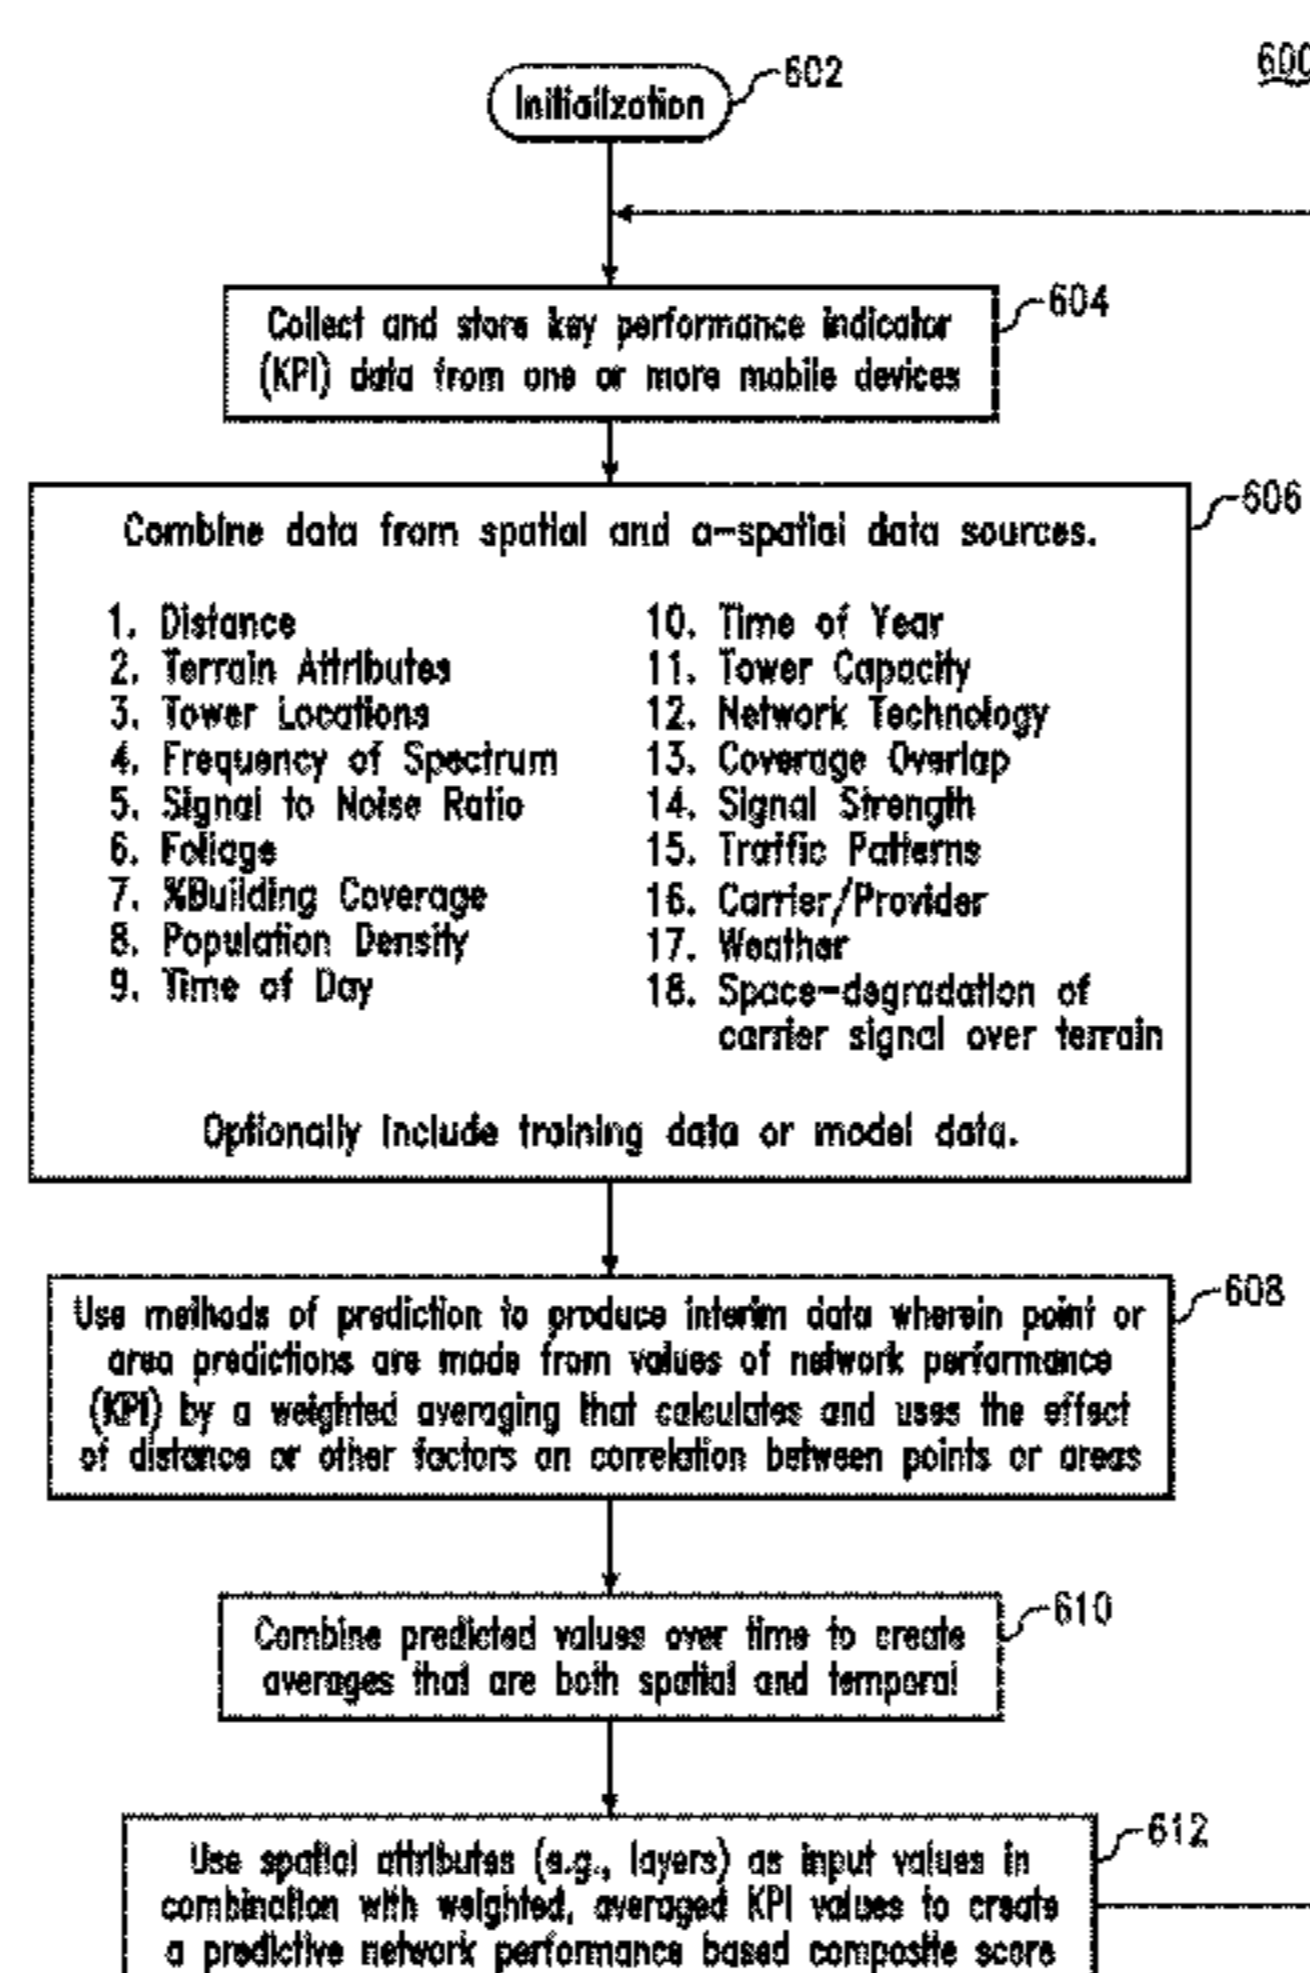 600
Initialization
602
Collect and store key performance indicator
(KPI) data from one or more mobile devices
604
Combine data from spatial and a-spatial data sources.
606
1. Distance
2. Terrain Attributes
3. Tower Locations
4. Frequency of Spectrum
5. Signal to Noise Ratio
6. Foliage
7. %Building Coverage
8. Population Density
9. Time of Day
10. Time of Year
11. Tower Capacity
12. Network Technology
13. Coverage Overlap
14. Signal Strength
15. Traffic Patterns
16. Carrier/Provider
17. Weather
18. Space-degradation of
carrier signal over terrain
Optionally include training data or model data.
Use methods of prediction to produce interim data wherein point or
area predictions are made from values of network performance
(KPI) by a weighted averaging that calculates and uses the effect
of distance or other factors on correlation between points or areas
608
Combine predicted values over time to create
averages that are both spatial and temporal
610
Use spatial attributes (e.g., layers) as input values in
combination with weighted, averaged KPI values to create
a predictive network performance based composite score
612